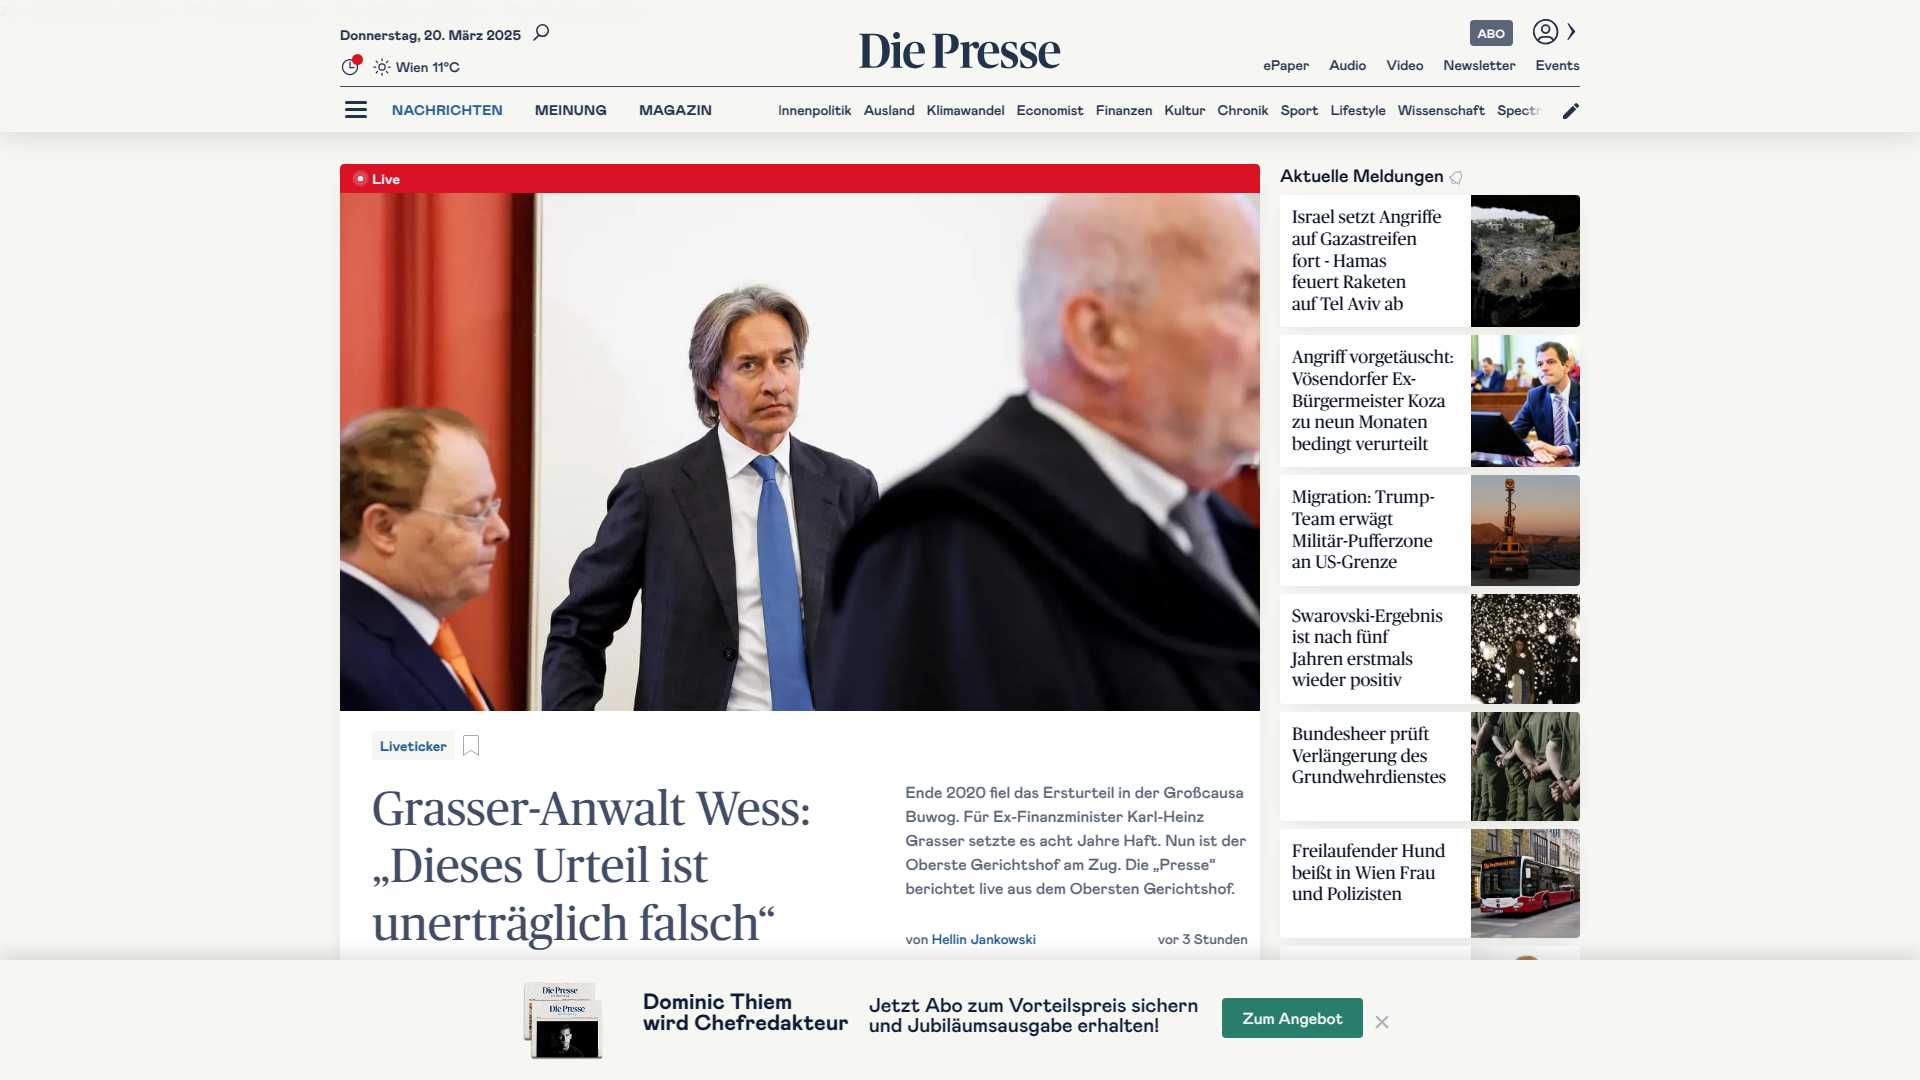 Donnerstag, 20. März 2025
Wien 11°C
Die Presse
ABO
ePaper Audio Video Newsletter Events
NACHRICHTEN MEINUNG MAGAZIN
Innenpolitik Ausland Klimawandel Economist Finanzen Kultur Chronik Sport Lifestyle Wissenschaft
Live
Liveticker
Grasser-Anwalt Wess:
„Dieses Urteil ist
unerträglich falsch“
Ende 2020 fiel das Ersturteil in der Großcausa
Buwog. Für Ex-Finanzminister Karl-Heinz
Grasser setzte es acht Jahre Haft. Nun ist der
Oberste Gerichtshof am Zug. Die „Presse“
berichtet live aus dem Obersten Gerichtshof.
von Hellin Jankowski
vor 3 Stunden
Aktuelle Meldungen
Israel setzt Angriffe
auf Gazastreifen
fort - Hamas
feuert Raketen
auf Tel Aviv ab
Angriff vorgetäuscht:
Vösendorfer Ex-
Bürgermeister Koza
zu neun Monaten
bedingt verurteilt
Migration: Trump-
Team erwägt
Militär-Pufferzone
an US-Grenze
Swarovski-Ergebnis
ist nach fünf
Jahren erstmals
wieder positiv
Bundesheer prüft
Verlängerung des
Grundwehrdienstes
Freilaufender Hund
beißt in Wien Frau
und Polizisten
Die Presse
Die Presse
Dominic Thiem
wird Chefredakteur
Jetzt Abo zum Vorteilspreis sichern
und Jubiläumsausgabe erhalten!
Zum Angebot